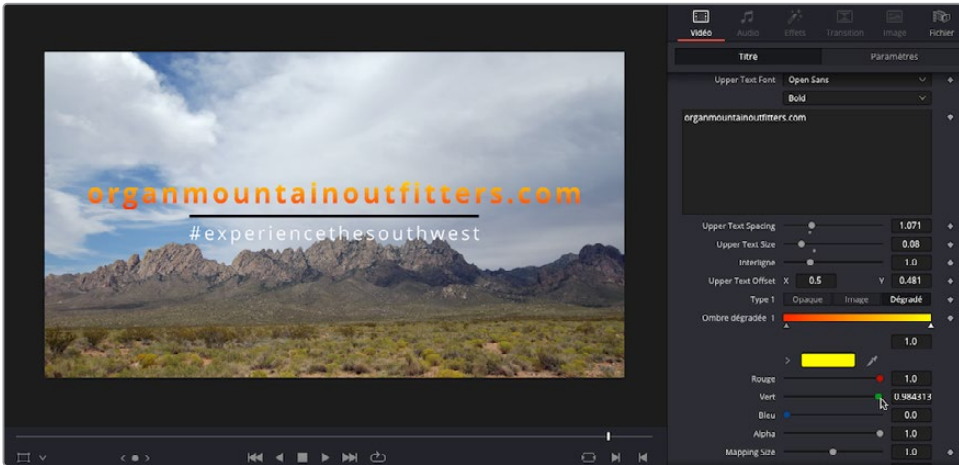 Vidéo Audio Effets Transition Image Fichier
Titre Paramètres
Upper Text Font Open Sans
Bold
organmountainoutfitters.com
organmountainoutfitters.com
#experiencethesouthwest
Upper Text Spacing 1.071
Upper Text Size 0.08
Interligne 1.0
Upper Text Offset X 0.5 Y 0.481
Type 1 Opaque Image Dégradé
Ombre dégradée 1
1.0
Rouge 1.0
Vert 0.984313
Bleu 0.0
Alpha 1.0
Mapping Size 1.0